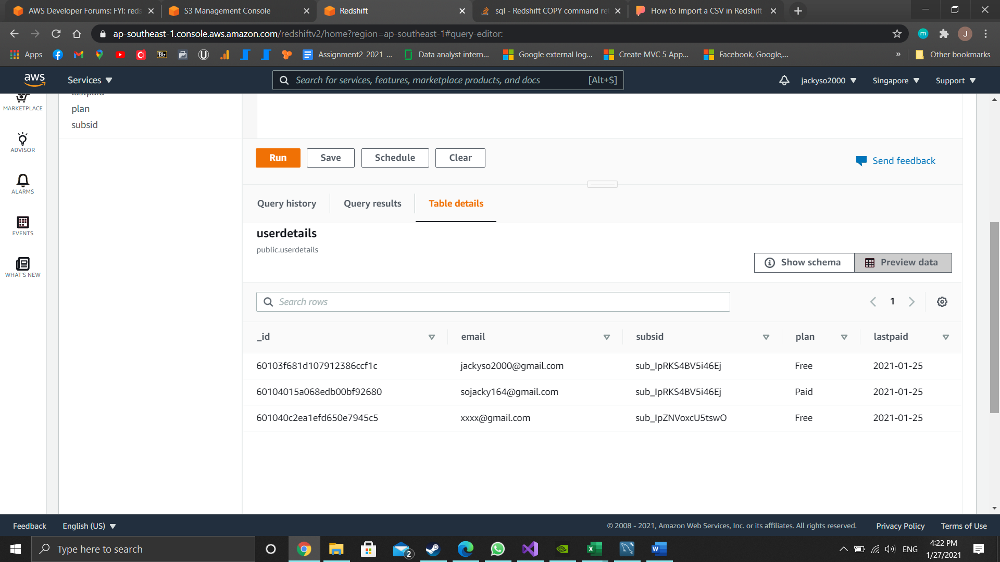 AWS Developer Forums: FYI: reds
S3 Management Console
Redshift
sql - Redshift COPY command ret
How to Import a CSV in Redshift
ap-southeast-1.console.aws.amazon.com/redshiftv2/home?region=ap-southeast-1#query-editor:
m
J
Apps
Bb
Assignment2_2021_...
Data analyst intern...
Google external log...
Create MVC 5 App...
Facebook, Google,...
»
Other bookmarks
aws
Services
Search for services, features, marketplace products, and docs
[Alt+S]
jackyso2000
Singapore
Support
MARKETPLACE
ADVISOR
ALARMS
EVENTS
WHAT'S NEW
lastpaid
plan
subsid
Run
Save
Schedule
Clear
Send feedback
Query history
Query results
Table details
userdetails
public.userdetails
Show schema
Preview data
Search rows
1
_id email subsid plan lastpaid
60103f681d107912386ccf1c jackyso2000@gmail.com sub_IpRKS4BV5i46Ej Free 2021-01-25
60104015a068edb00bf92680 sojacky164@gmail.com sub_IpRKS4BV5i46Ej Paid 2021-01-25
601040c2ea1efd650e7945c5 xxxx@gmail.com sub_IpZNVoxcU5tswO Free 2021-01-25
Feedback
English (US)
© 2008 - 2021, Amazon Web Services, Inc. or its affiliates. All rights reserved.
Privacy Policy
Terms of Use
Type here to search
2
ENG
4:22 PM
1/27/2021